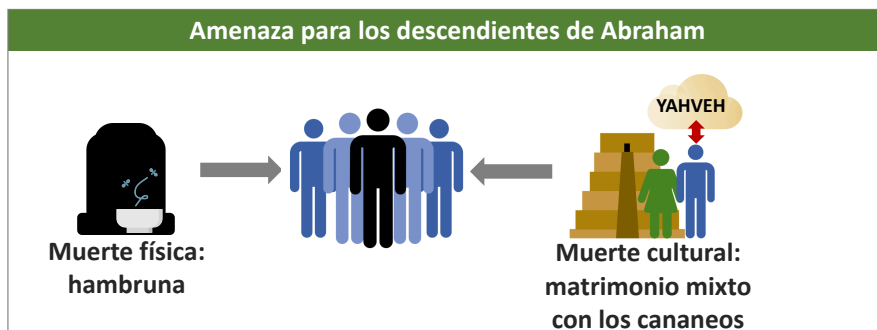 Amenaza para los descendientes de Abraham
YAHVEH
Muerte física:
hambruna
Muerte cultural:
matrimonio mixto
con los cananeos